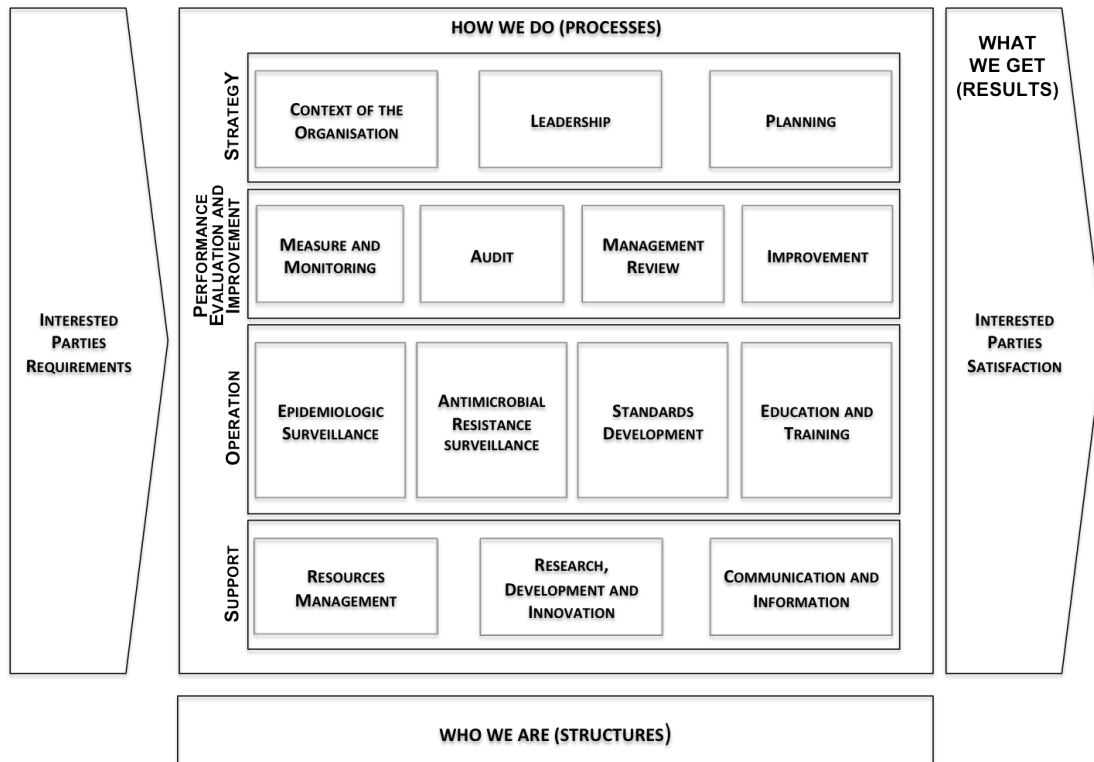 HOW WE DO (PROCESSES)
WHAT
WE GET
(RESULTS)
STRATEGY
CONTEXT OF THE
ORGANISATION
LEADERSHIP
PLANNING
PERFORMANCE
EVALUATION AND
IMPROVEMENT
MEASURE AND
MONITORING
AUDIT
MANAGEMENT
REVIEW
IMPROVEMENT
INTERESTED
PARTIES
REQUIREMENTS
INTERESTED
PARTIES
SATISFACTION
OPERATION
EPIDEMIOLOGIC
SURVEILLANCE
ANTIMICROBIAL
RESISTANCE
SURVEILLANCE
STANDARDS
DEVELOPMENT
EDUCATION AND
TRAINING
SUPPORT
RESOURCES
MANAGEMENT
RESEARCH,
DEVELOPMENT AND
INNOVATION
COMMUNICATION AND
INFORMATION
WHO WE ARE (STRUCTURES)